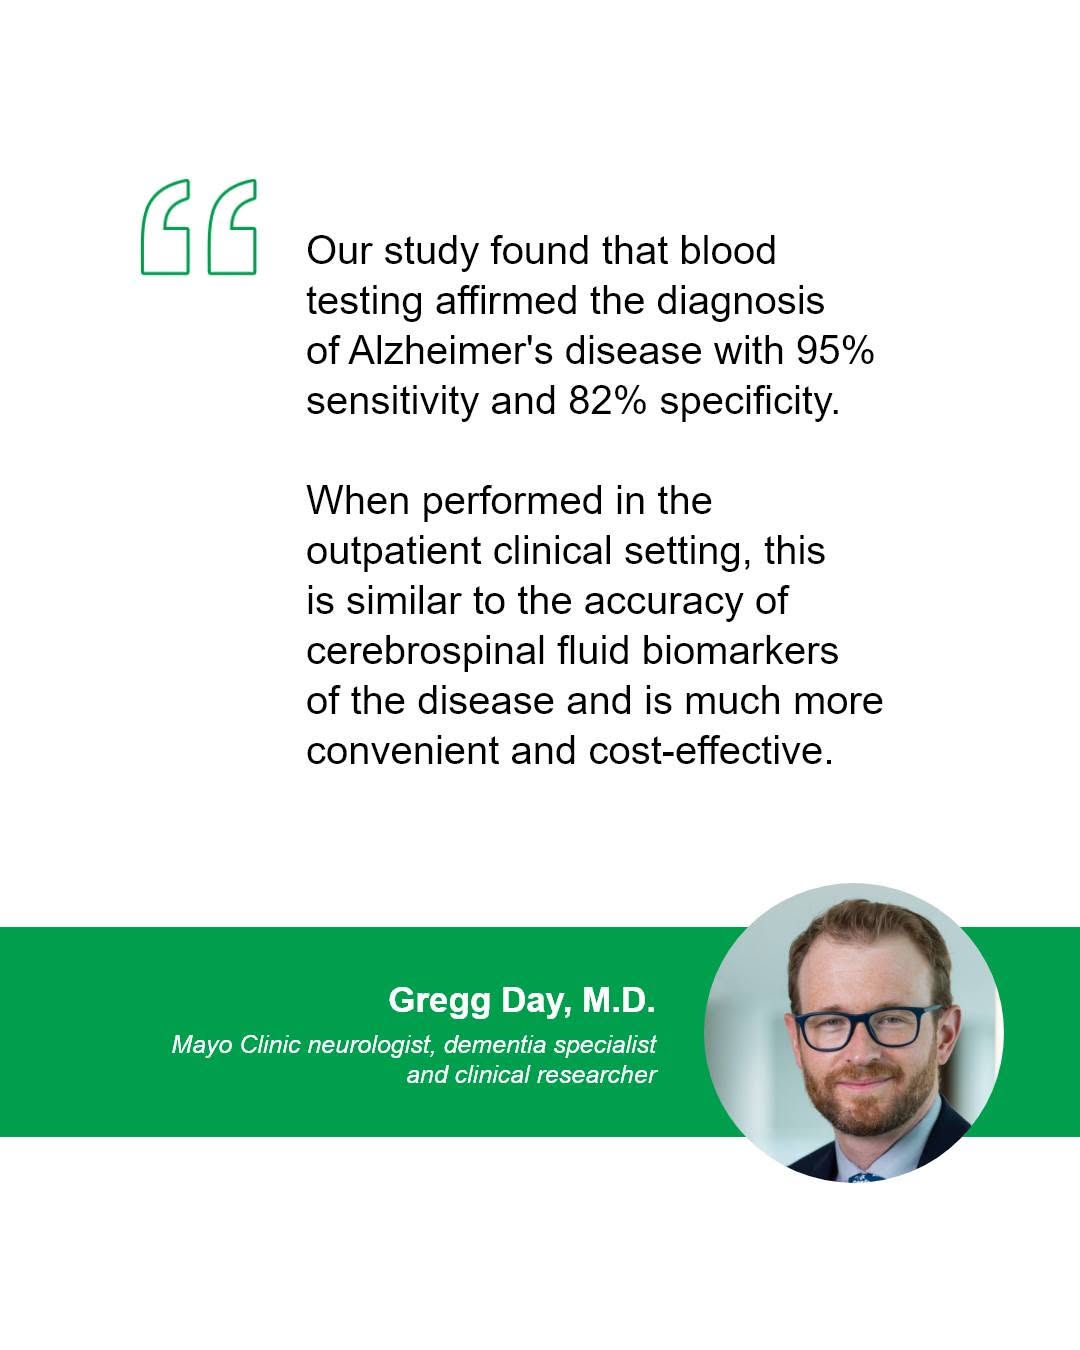 Our study found that blood
testing affirmed the diagnosis
of Alzheimer's disease with 95%
sensitivity and 82% specificity.
When performed in the
outpatient clinical setting, this
is similar to the accuracy of
cerebrospinal fluid biomarkers
of the disease and is much more
convenient and cost-effective.
Gregg Day, M.D.
Mayo Clinic neurologist, dementia specialist
and clinical researcher